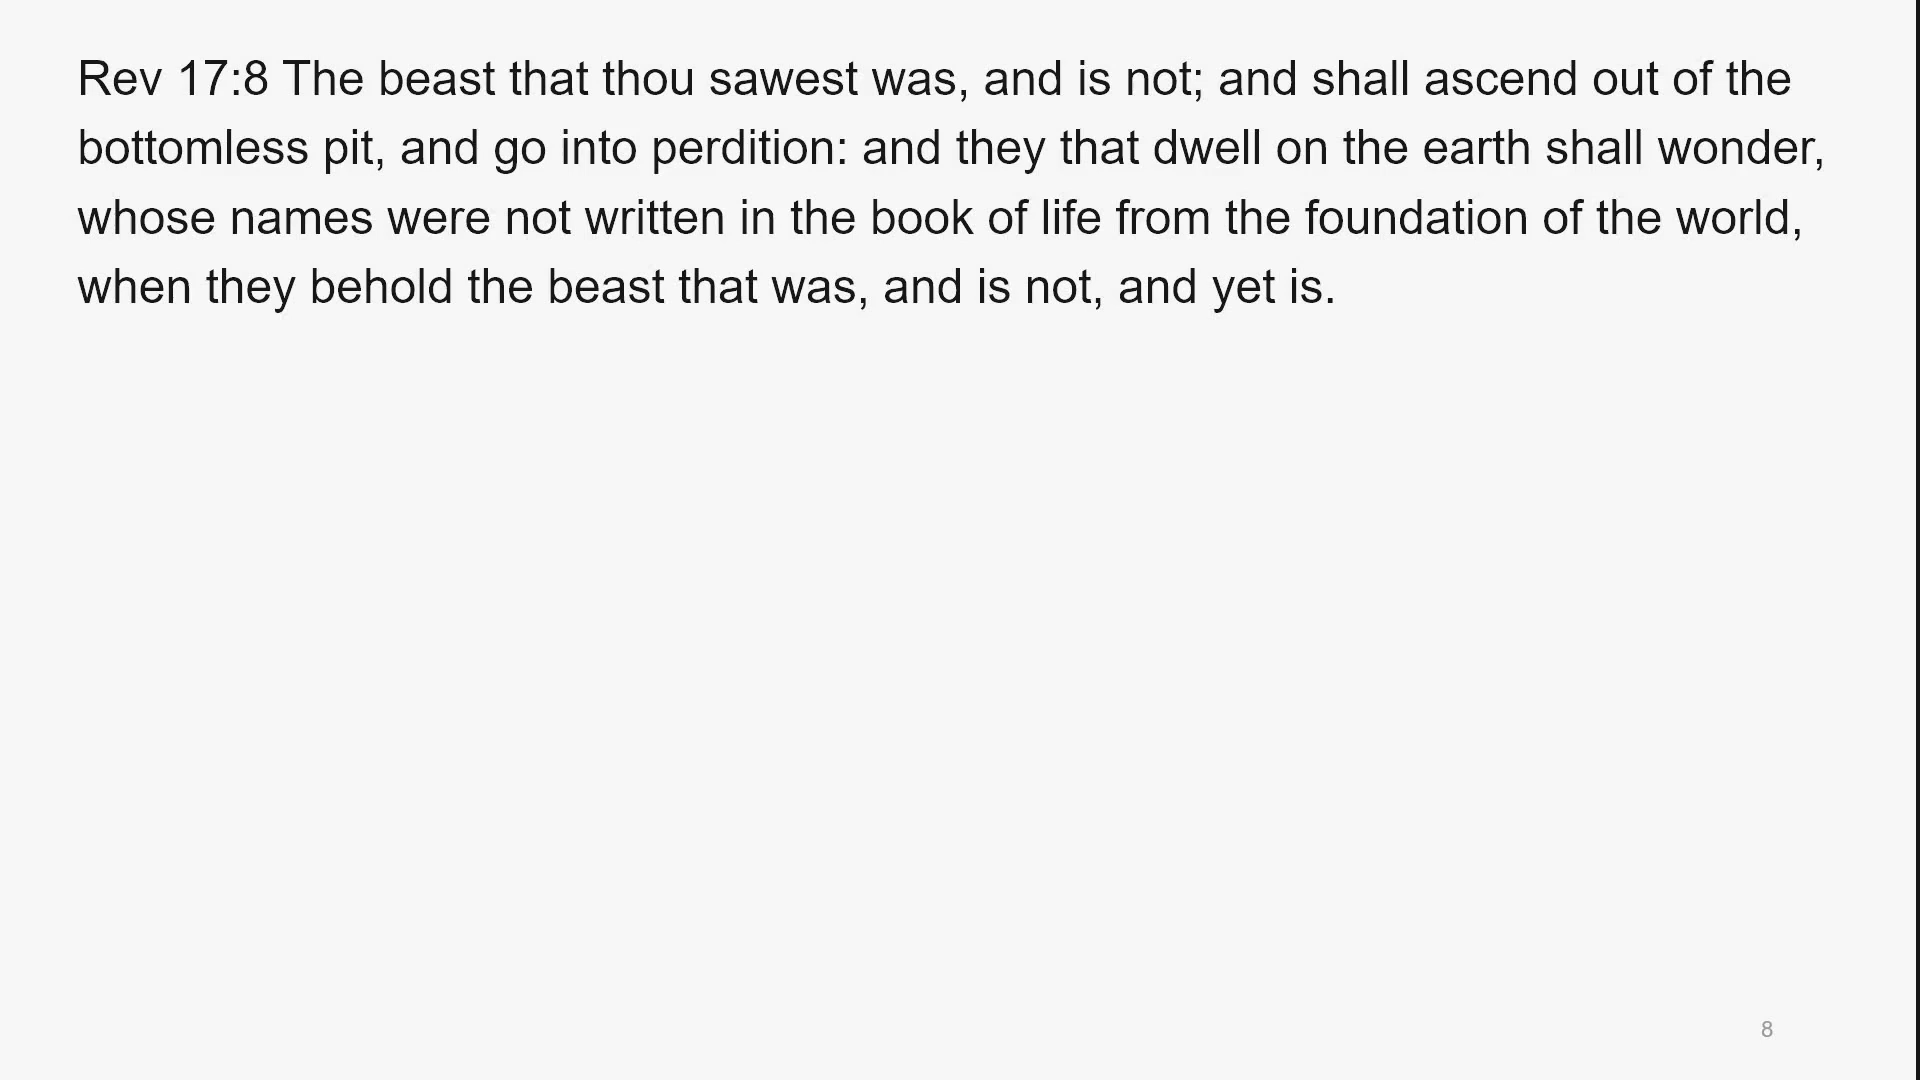 Rev 17:8 The beast that thou sawest was, and is not; and shall ascend out of the
bottomless pit, and go into perdition: and they that dwell on the earth shall wonder,
whose names were not written in the book of life from the foundation of the world,
when they behold the beast that was, and is not, and yet is.
8